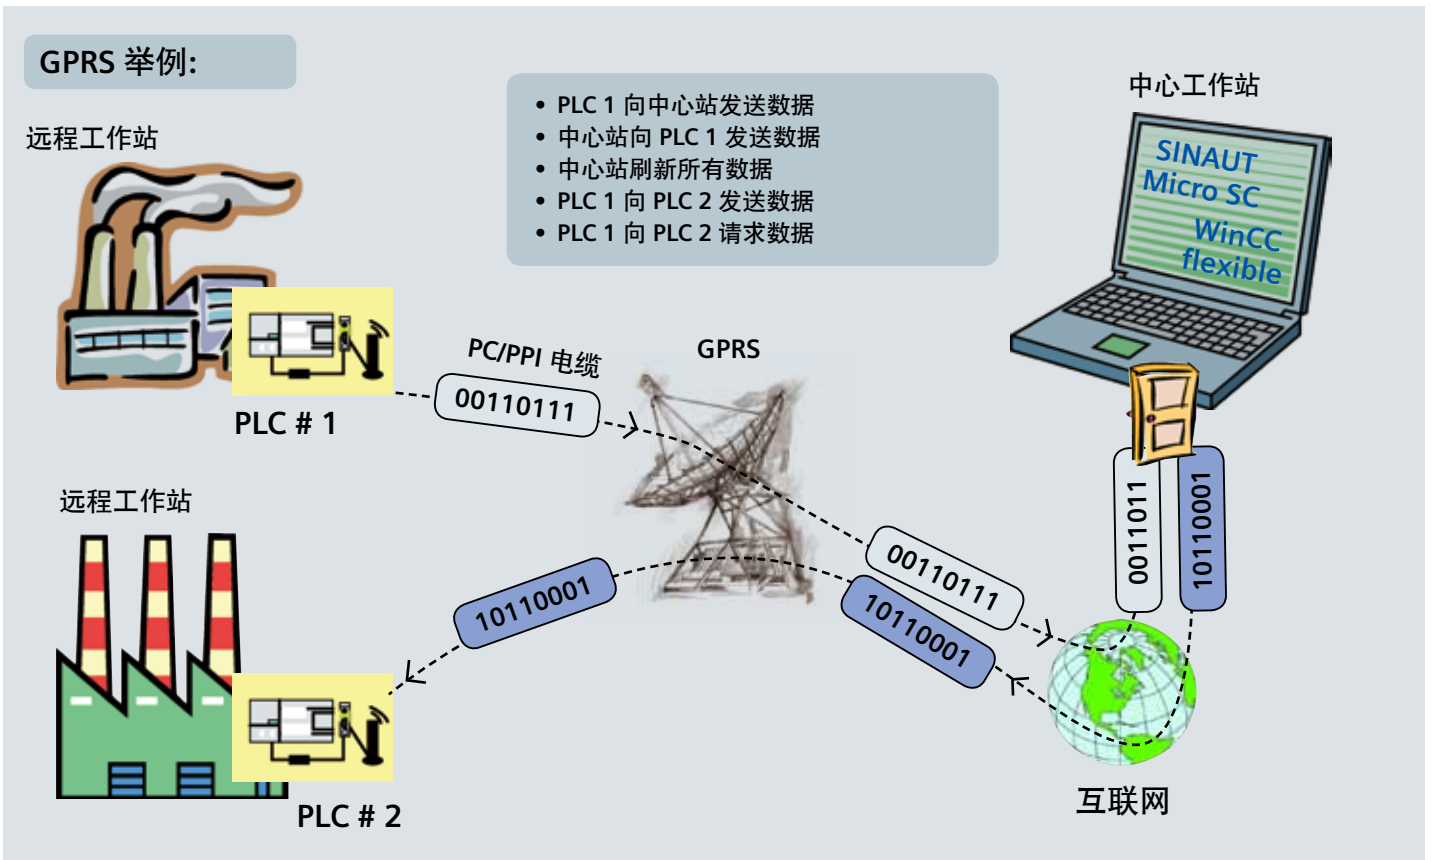 GPRS 举例:
• PLC 1 向中心站发送数据
• 中心站向 PLC 1 发送数据
• 中心站刷新所有数据
• PLC 1 向 PLC 2 发送数据
• PLC 1 向 PLC 2 请求数据
中心工作站
远程工作站
SINAUT
Micro SC
WinCC
flexible
PC/PPI 电缆
GPRS
00110111
PLC # 1
远程工作站
0011011
10110001
00110111
10110001
10110001
互联网
PLC # 2